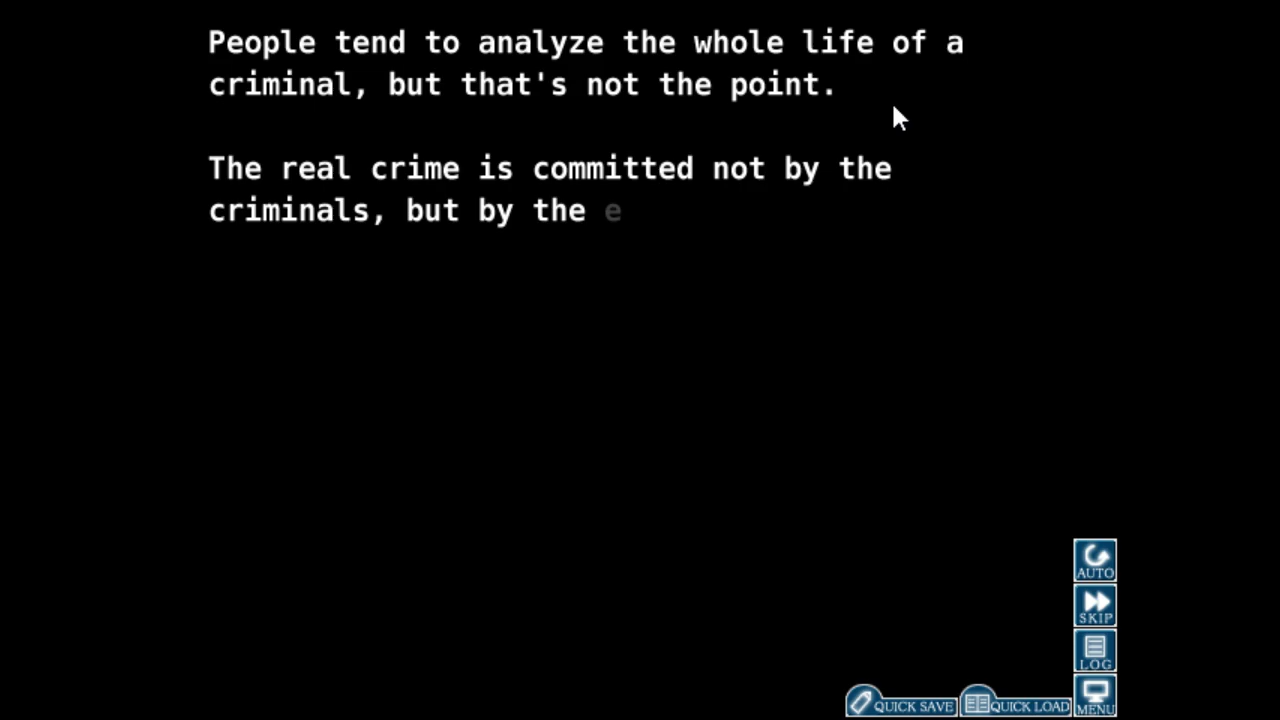 People tend to analyze the whole life of a
criminal, but that's not the point.
The real crime is committed not by the
criminals, but by the e
AUTO
SKIP
LOG
QUICK SAVE
QUICK LOAD
MENU